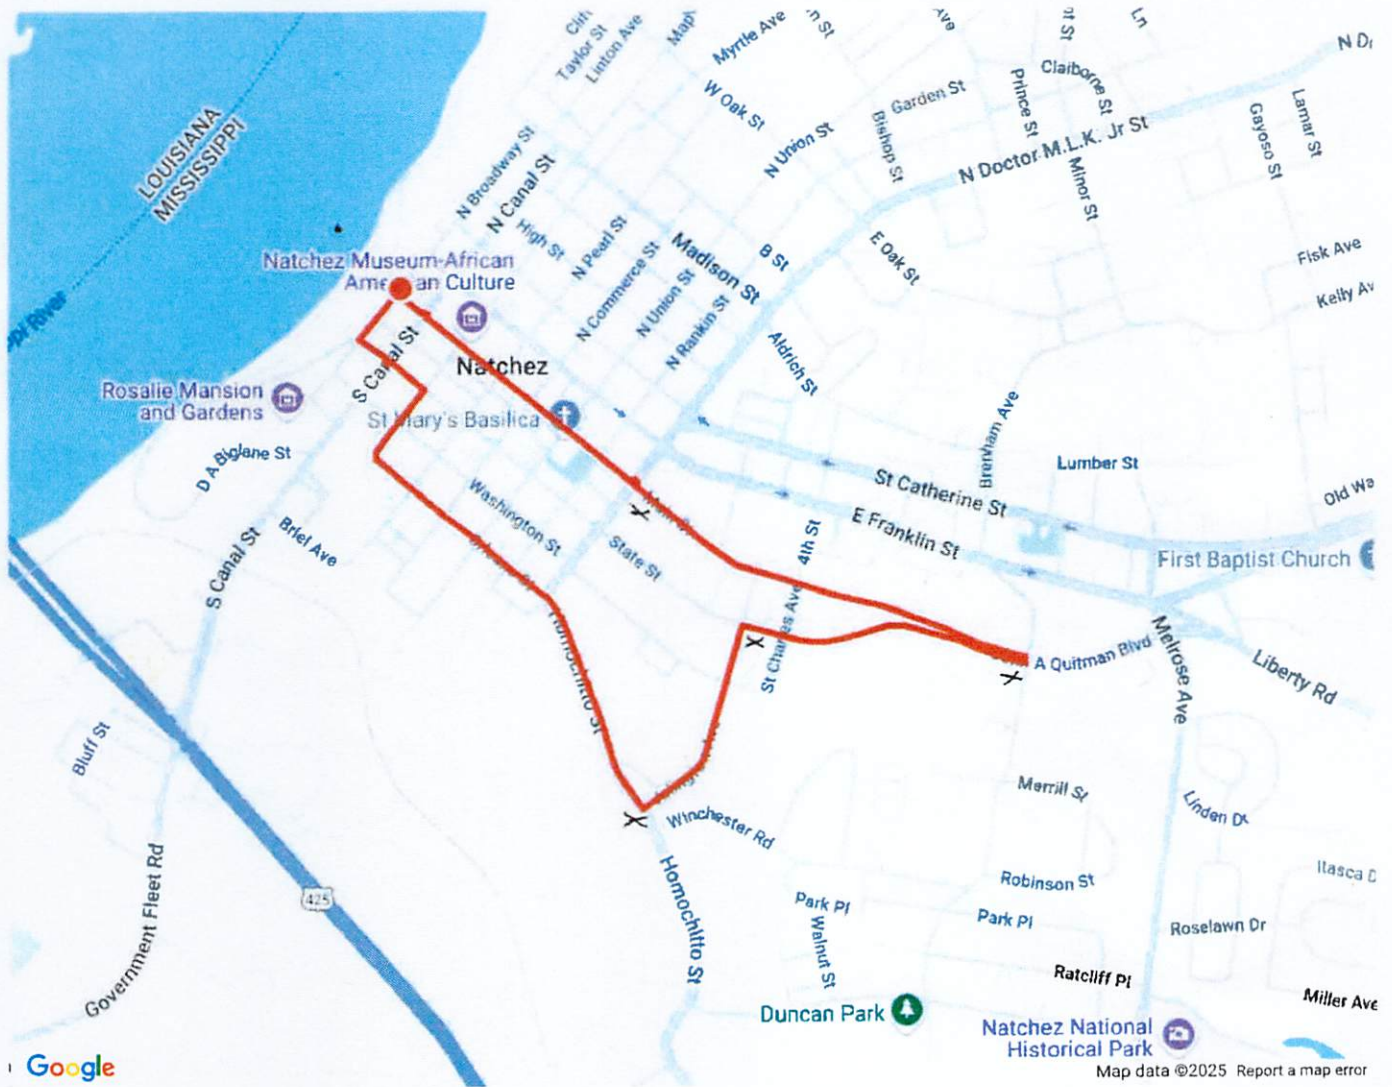 Taylor St
Linton Ave
Myrtle Ave
N Dr
Ln
Claiborne St
Prince St
W Oak St
Garden St
Gayoso St
Lamar St
LOUISIANA
MISSISSIPPI
N Broadway St
N Canal St
N Union St
Bishop St
N Doctor M.L.K. Jr St
Minor St
High St
N Pearl St
Madison St
B St
E Oak St
Fisk Ave
Natchez Museum-African
American Culture
N Commerce St
N Union St
N Rankin St
Kelly Av
ppi River
S Canal St
Natchez
Aldrich St
Rosalie Mansion
and Gardens
St Mary's Basilica
Brenham Ave
D A Biglane St
Lumber St
St Catherine St
Old Wa
Washington St
E Franklin St
4th St
S Canal St
Briel Ave
State St
First Baptist Church
St Charles Ave
A Quitman Blvd
Melrose Ave
Liberty Rd
Homochitto St
Bluff St
Merrill St
Linden Dr
Winchester Rd
425
Government Fleet Rd
Homochitto St
Robinson St
Itasca D
Park Pl
Park Pl
Walnut St
Roselawn Dr
Ratcliff Pl
Miller Ave
Duncan Park
Natchez National
Historical Park
Google
Map data ©2025 Report a map error